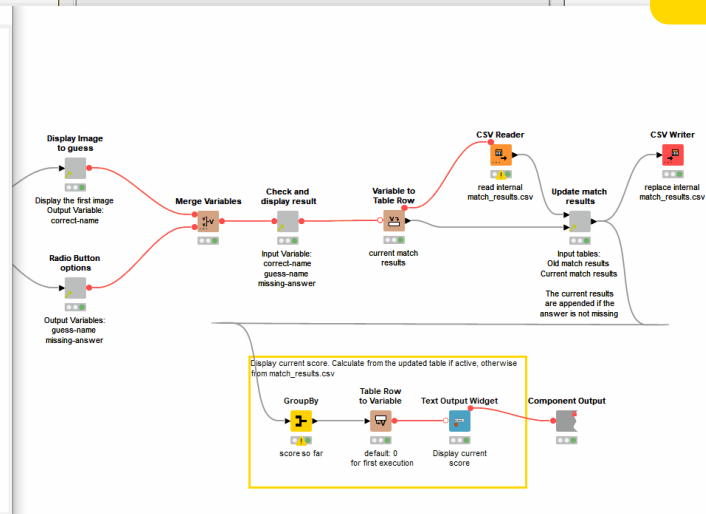 Display Image
to guess
Display the first image
Output Variable:
correct-name
Radio Button
options
Output Variables:
guess-name
missing-answer
Merge Variables
Check and
display result
Input Variable:
correct-name
guess-name
missing-answer
Variable to
Table Row
current match
results
CSV Reader
read internal
match_results.csv
Update match
results
Input tables:
Old match results
Current match results
The current results
are appended if the
answer is not missing
CSV Writer
replace internal
match_results.csv
Display current score. Calculate from the updated table if active, otherwise
from match_results.csv
GroupBy
score so far
Table Row
to Variable
default: 0
for first execution
Text Output Widget
Display current
score
Component Output